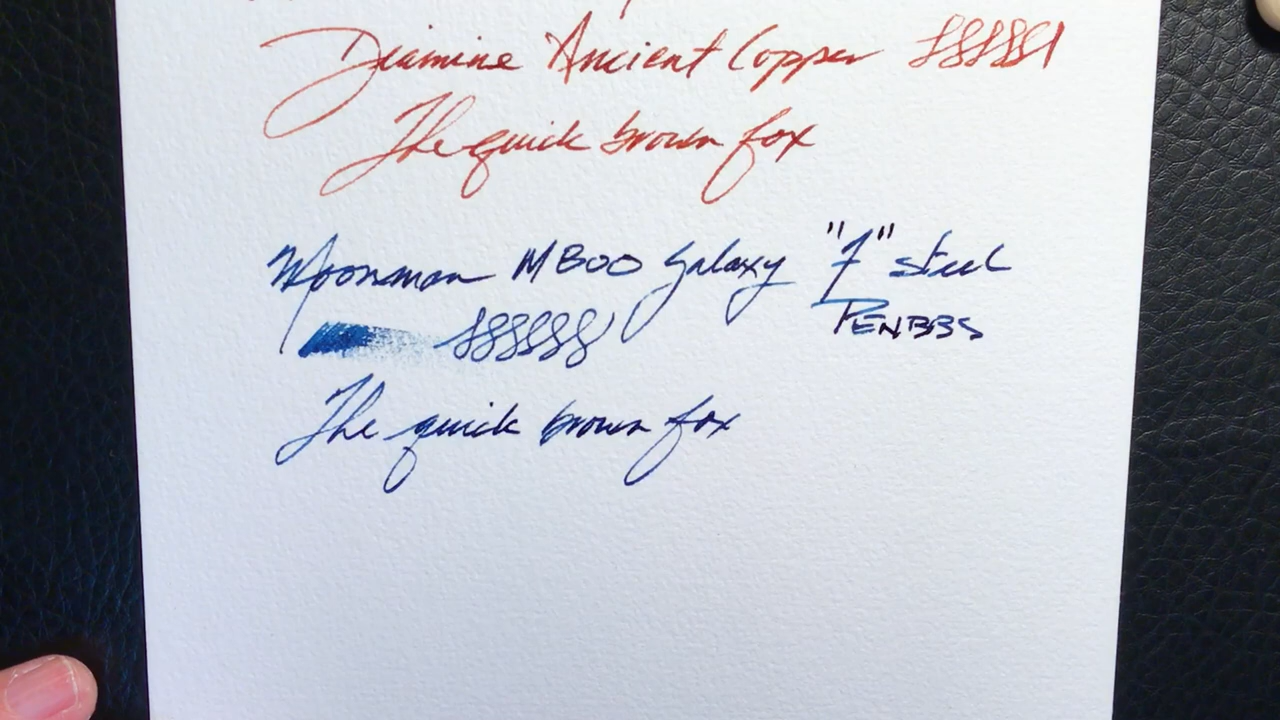 Diamine Ancient Copper
The quick brown fox
Moonman M800 Galaxy "f" steel
PENBBS
The quick brown fox